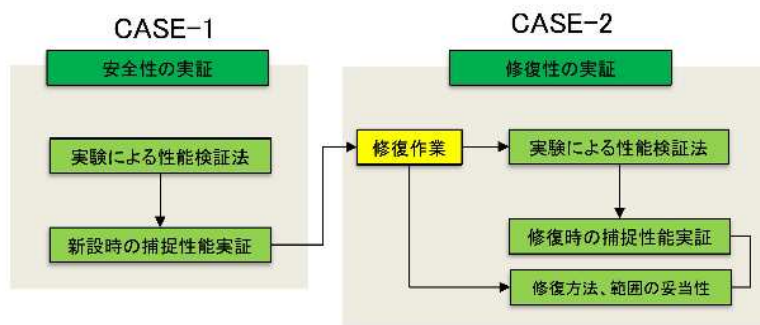 CASE-1
安全性の実証
実験による性能検証法
新設時の捕捉性能実証
CASE-2
修復性の実証
修復作業
実験による性能検証法
修復時の捕捉性能実証
修復方法、範囲の妥当性